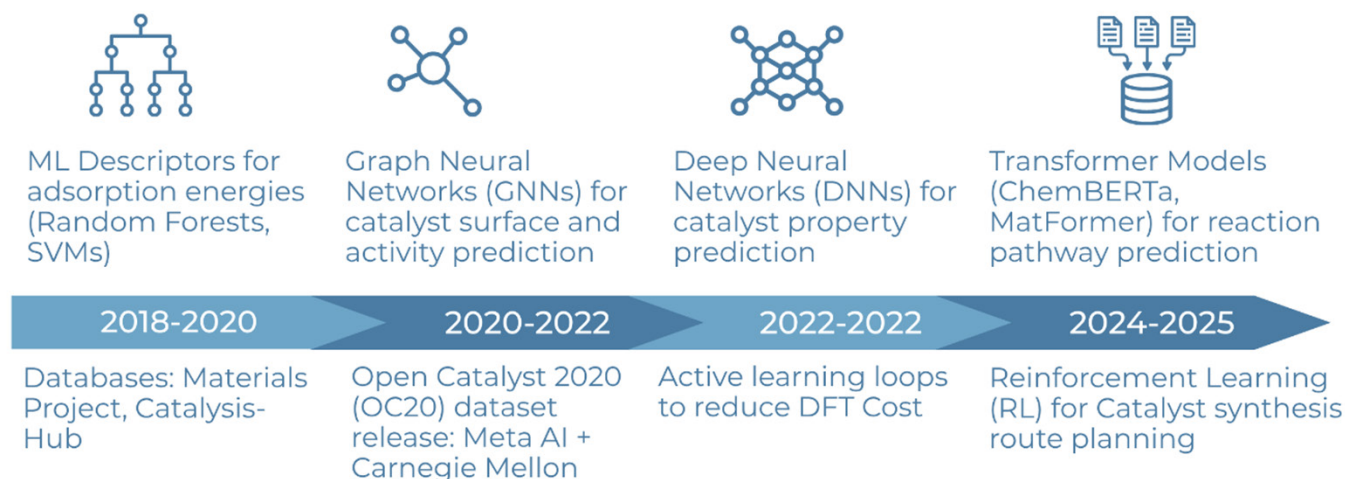 ML Descriptors for
adsorption energies
(Random Forests,
SVMs)
Graph Neural
Networks (GNNs) for
catalyst surface and
activity prediction
Deep Neural
Networks (DNNs) for
catalyst property
prediction
Transformer Models
(ChemBERTa,
MatFormer) for reaction
pathway prediction
2018-2020
2020-2022
2022-2022
2024-2025
Databases: Materials
Project, Catalysis-
Hub
Open Catalyst 2020
(OC20) dataset
release: Meta AI +
Carnegie Mellon
Active learning loops
to reduce DFT Cost
Reinforcement Learning
(RL) for Catalyst synthesis
route planning